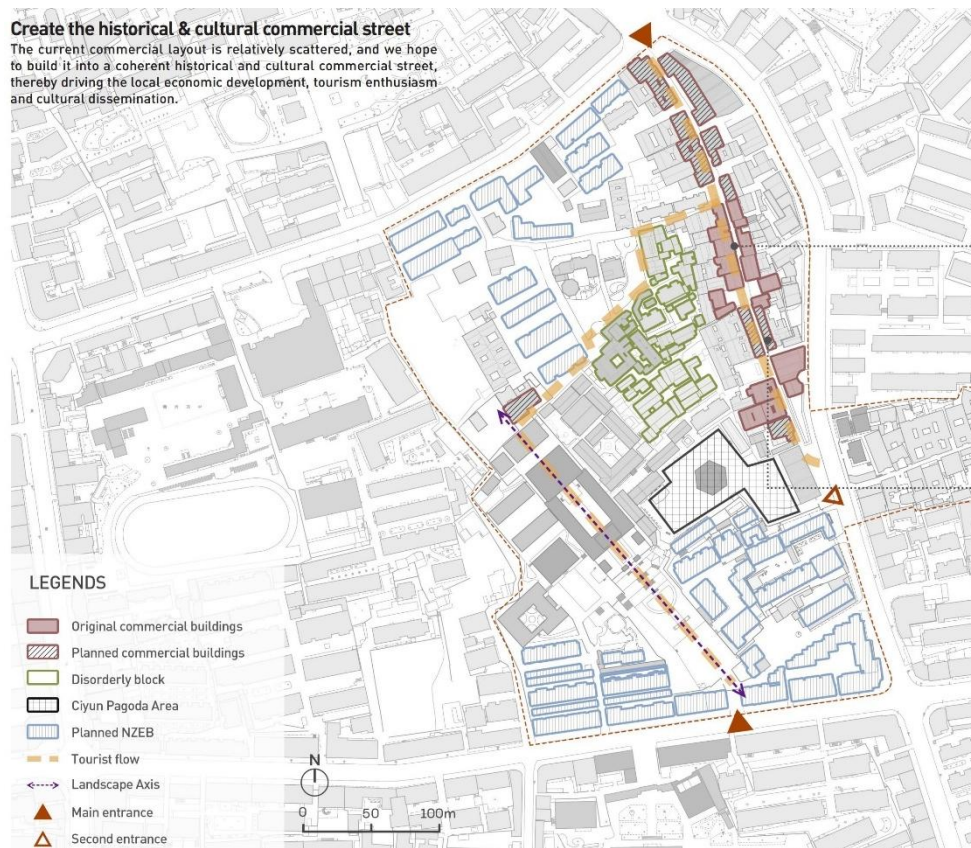 Create the historical & cultural commercial street
The current commercial layout is relatively scattered, and we hope
to build it into a coherent historical and cultural commercial street,
thereby driving the local economic development, tourism enthusiasm
and cultural dissemination.
LEGENDS
Original commercial buildings
Planned commercial buildings
Disorderly block
Ciyun Pagoda Area
Planned NZEB
Tourist flow
Landscape Axis
Main entrance
Second entrance
N
0 50 100m